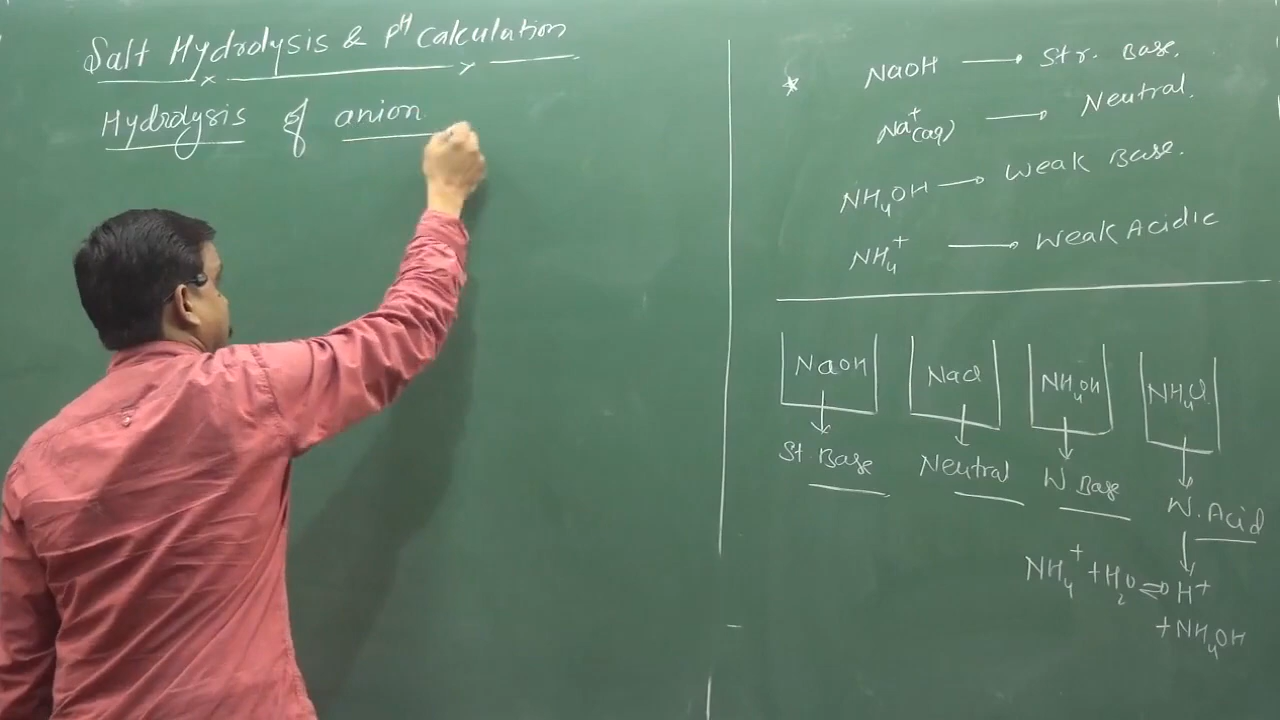 Salt Hydrolysis & pH calculation
Hydrolysis of anion
* NaOH → Str. Base.
Na⁺(aq) → Neutral.
NH₄OH → Weak Base.
NH₄⁺ → Weak Acidic
NaOH NaCl NH₄OH NH₄Cl
St Base Neutral W Base W. Acid
NH₄⁺ + H₂O ⇌ H⁺
+ NH₄OH